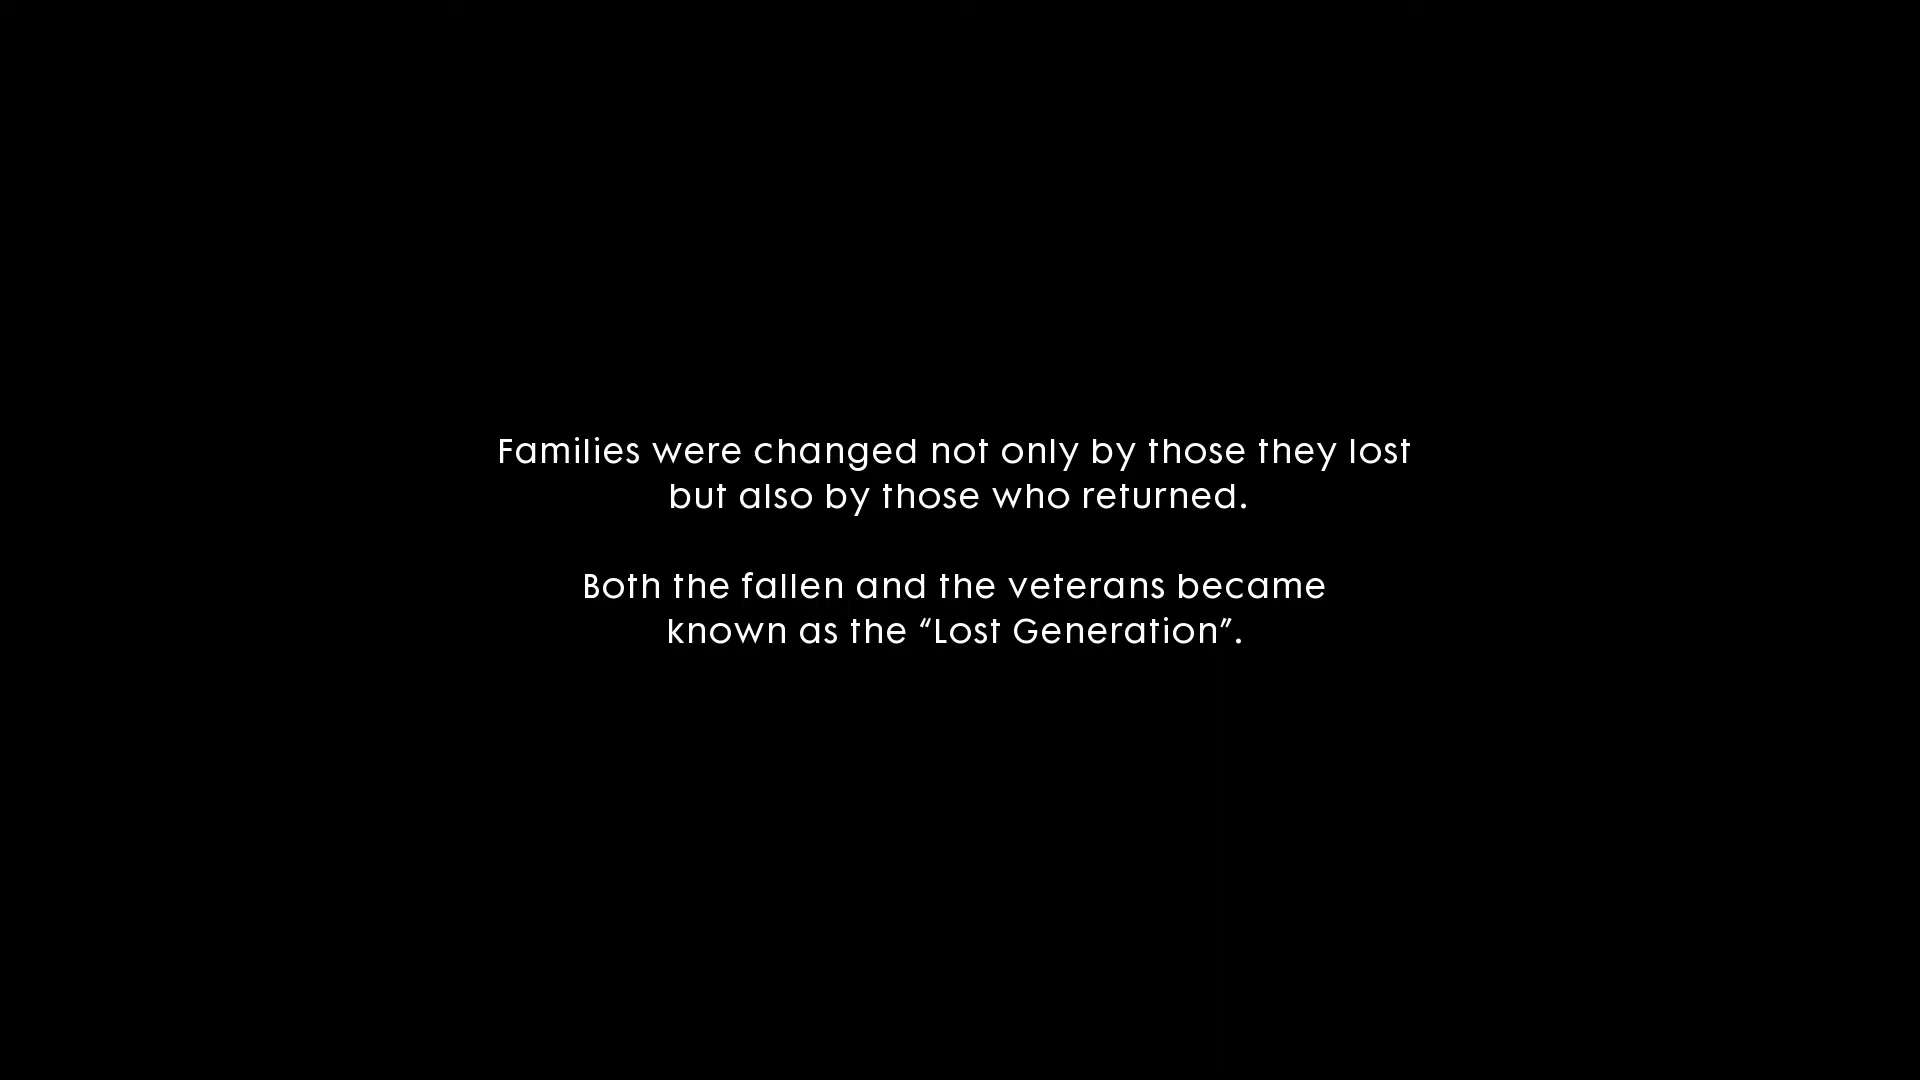 Families were changed not only by those they lost
but also by those who returned.
Both the fallen and the veterans became
known as the “Lost Generation”.